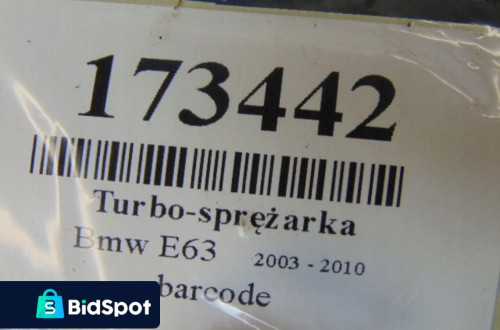 173442
Turbo-sprężarka
Bmw E63 2003 - 2010
barcode
S BidSpot